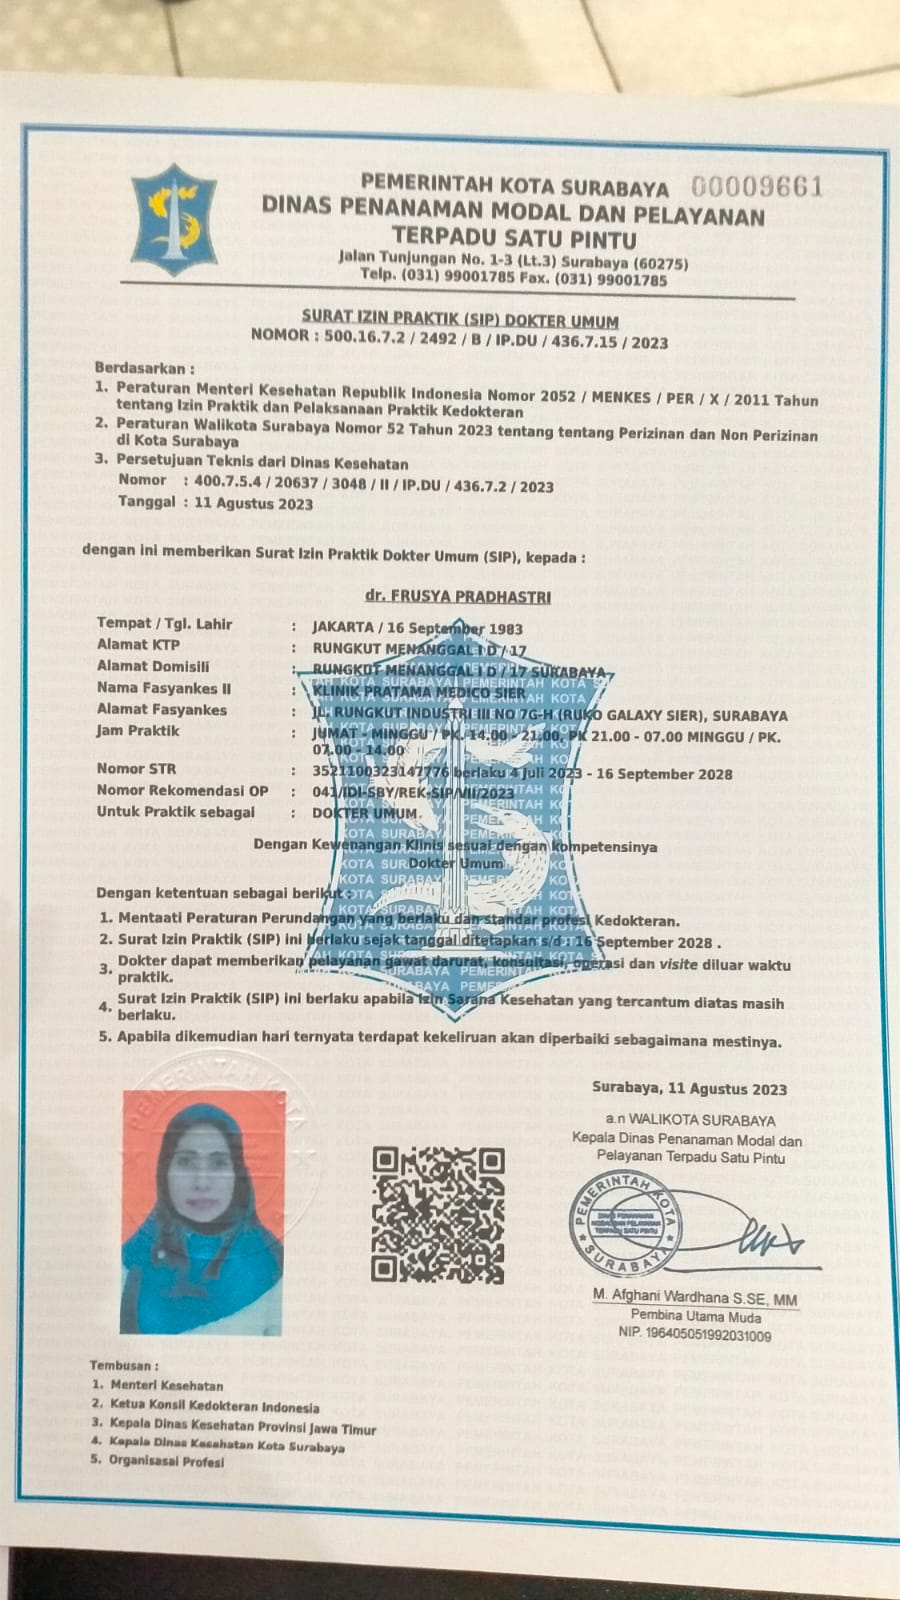 PEMERINTAH KOTA SURABAYA 00009661
DINAS PENANAMAN MODAL DAN PELAYANAN
TERPADU SATU PINTU
Jalan Tunjungan No. 1-3 (Lt.3) Surabaya (60275)
Telp. (031) 99001785 Fax. (031) 99001785
SURAT IZIN PRAKTIK (SIP) DOKTER UMUM
NOMOR : 500.16.7.2 / 2492 / B / IP.DU / 436.7.15 / 2023
Berdasarkan :
1. Peraturan Menteri Kesehatan Republik Indonesia Nomor 2052 / MENKES / PER / X / 2011 Tahun
tentang Izin Praktik dan Pelaksanaan Praktik Kedokteran
2. Peraturan Walikota Surabaya Nomor 52 Tahun 2023 tentang tentang Perizinan dan Non Perizinan
di Kota Surabaya
3. Persetujuan Teknis dari Dinas Kesehatan
Nomor : 400.7.5.4 / 20637 / 3048 / II / IP.DU / 436.7.2 / 2023
Tanggal : 11 Agustus 2023
dengan ini memberikan Surat Izin Praktik Dokter Umum (SIP), kepada :
dr. FRUSYA PRADHASTRI
Tempat / Tgl. Lahir : JAKARTA / 16 September 1983
Alamat KTP : RUNGKUT MENANGGAL I D / 17
Alamat Domisili : RUNGKUT MENANGGAL I D / 17 SURABAYA
Nama Fasyankes II : KLINIK PRATAMA MEDICO SIER
Alamat Fasyankes : JL. RUNGKUT INDUSTRI III NO 7G-H (RUKO GALAXY SIER), SURABAYA
Jam Praktik : JUMAT - MINGGU / PK. 14.00 - 21.00, PK 21.00 - 07.00 MINGGU / PK.
07.00 - 14.00
Nomor STR : 3521100323147776 berlaku 4 Juli 2023 - 16 September 2028
Nomor Rekomendasi OP : 041/IDI-SBY/REK-SIP/VII/2023
Untuk Praktik sebagai : DOKTER UMUM.
Dengan Kewenangan Klinis sesuai dengan kompetensinya
Dokter Umum
Dengan ketentuan sebagai berikut :
1. Mentaati Peraturan Perundangan yang berlaku dan standar profesi Kedokteran.
2. Surat Izin Praktik (SIP) ini berlaku sejak tanggal ditetapkan s/d : 16 September 2028 .
3. Dokter dapat memberikan pelayanan gawat darurat, konsultasi, operasi dan visite diluar waktu
praktik.
4. Surat Izin Praktik (SIP) ini berlaku apabila Izin Sarana Kesehatan yang tercantum diatas masih
berlaku.
5. Apabila dikemudian hari ternyata terdapat kekeliruan akan diperbaiki sebagaimana mestinya.
Surabaya, 11 Agustus 2023
a.n WALIKOTA SURABAYA
Kepala Dinas Penanaman Modal dan
Pelayanan Terpadu Satu Pintu
PEMERINTAH KOTA
DINAS PENANAMAN
MODAL DAN PELAYANAN
TERPADU SATU PINTU
SURABAYA
M. Afghani Wardhana S.SE, MM
Pembina Utama Muda
NIP. 196405051992031009
Tembusan :
1. Menteri Kesehatan
2. Ketua Konsil Kedokteran Indonesia
3. Kepala Dinas Kesehatan Provinsi Jawa Timur
4. Kepala Dinas Kesehatan Kota Surabaya
5. Organisasai Profesi